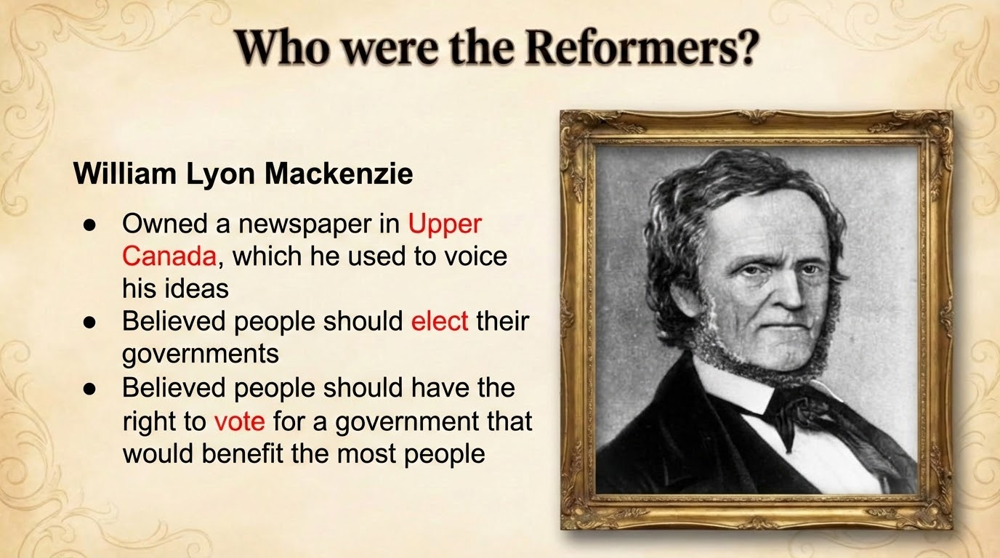 Who were the Reformers?
William Lyon Mackenzie
● Owned a newspaper in Upper
Canada, which he used to voice
his ideas
● Believed people should elect their
governments
● Believed people should have the
right to vote for a government that
would benefit the most people